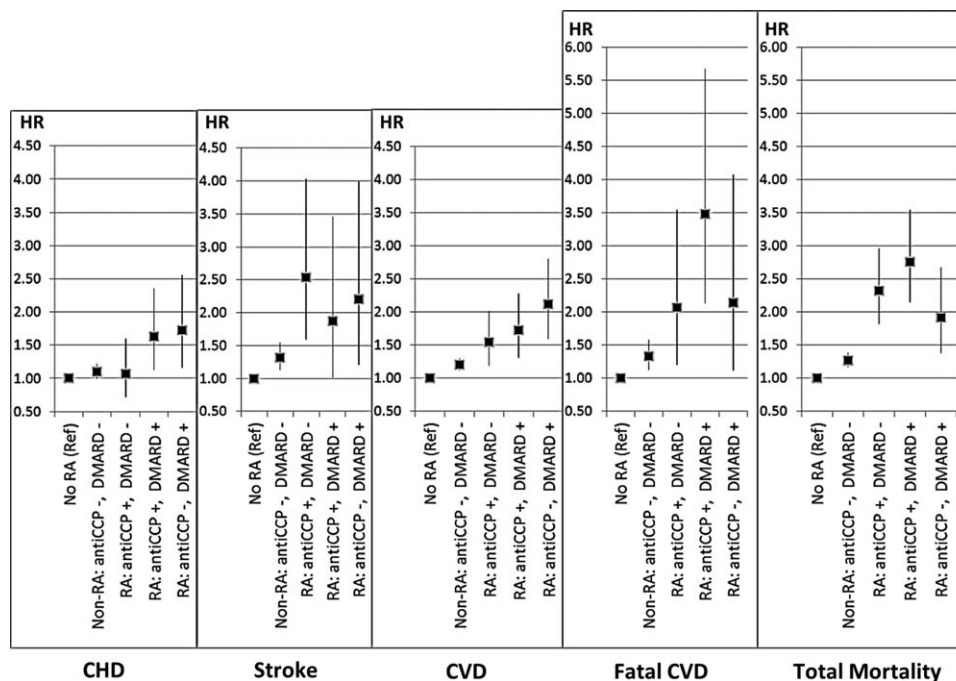 HR
4.50
4.00
3.50
3.00
2.50
2.00
1.50
1.00
0.50
No RA (Ref)
Non-RA: antiCCP -, DMARD -
RA: antiCCP +, DMARD -
RA: antiCCP +, DMARD +
RA: antiCCP -, DMARD +
CHD
HR
4.50
4.00
3.50
3.00
2.50
2.00
1.50
1.00
0.50
No RA (Ref)
Non-RA: antiCCP -, DMARD -
RA: antiCCP +, DMARD -
RA: antiCCP +, DMARD +
RA: antiCCP -, DMARD +
Stroke
HR
4.50
4.00
3.50
3.00
2.50
2.00
1.50
1.00
0.50
No RA (Ref)
Non-RA: antiCCP -, DMARD -
RA: antiCCP +, DMARD -
RA: antiCCP +, DMARD +
RA: antiCCP -, DMARD +
CVD
HR
6.00
5.50
5.00
4.50
4.00
3.50
3.00
2.50
2.00
1.50
1.00
0.50
No RA (Ref)
Non-RA: antiCCP -, DMARD -
RA: antiCCP +, DMARD -
RA: antiCCP +, DMARD +
RA: antiCCP -, DMARD +
Fatal CVD
HR
6.00
5.50
5.00
4.50
4.00
3.50
3.00
2.50
2.00
1.50
1.00
0.50
No RA (Ref)
Non-RA: antiCCP -, DMARD -
RA: antiCCP +, DMARD -
RA: antiCCP +, DMARD +
RA: antiCCP -, DMARD +
Total Mortality